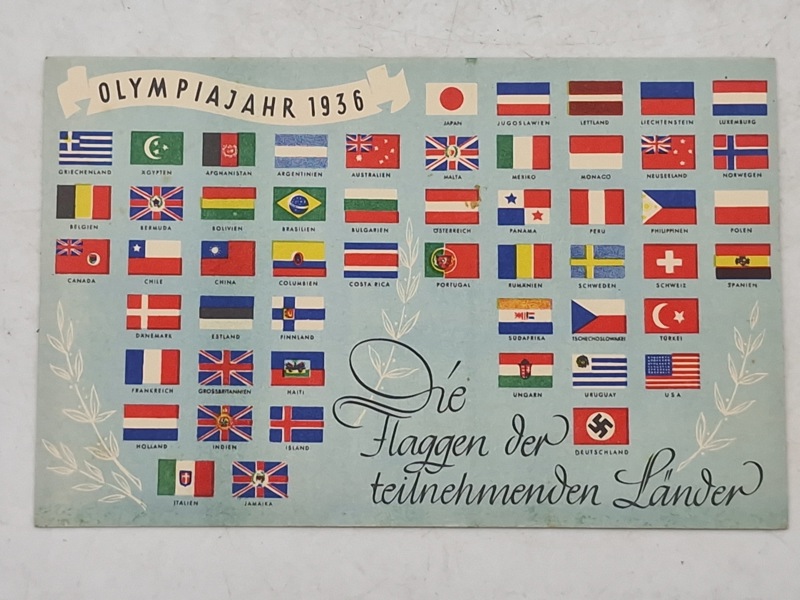 OLYMPIAJAHR 1936
JAPAN JUGOSLAWIEN LETTLAND LIECHTENSTEIN LUXEMBURG
GRIECHENLAND ÄGYPTEN AFGHANISTAN ARGENTINIEN AUSTRALIEN MALTA MEXIKO MONACO NEUSEELAND NORWEGEN
BELGIEN BERMUDA BOLIVIEN BRASILIEN BULGARIEN ÖSTERREICH PANAMA PERU PHILIPPINEN POLEN
CANADA CHILE CHINA COLUMBIEN COSTA RICA PORTUGAL RUMÄNIEN SCHWEDEN SCHWEIZ SPANIEN
DÄNEMARK ESTLAND FINNLAND SÜDAFRIKA TSCHECHOSLOWAKEI TÜRKEI
FRANKREICH GROSSBRITANNIEN HAITI UNGARN URUGUAY USA
HOLLAND INDIEN ISLAND DEUTSCHLAND
ITALIEN JAMAIKA
Die
Flaggen der
teilnehmenden Länder